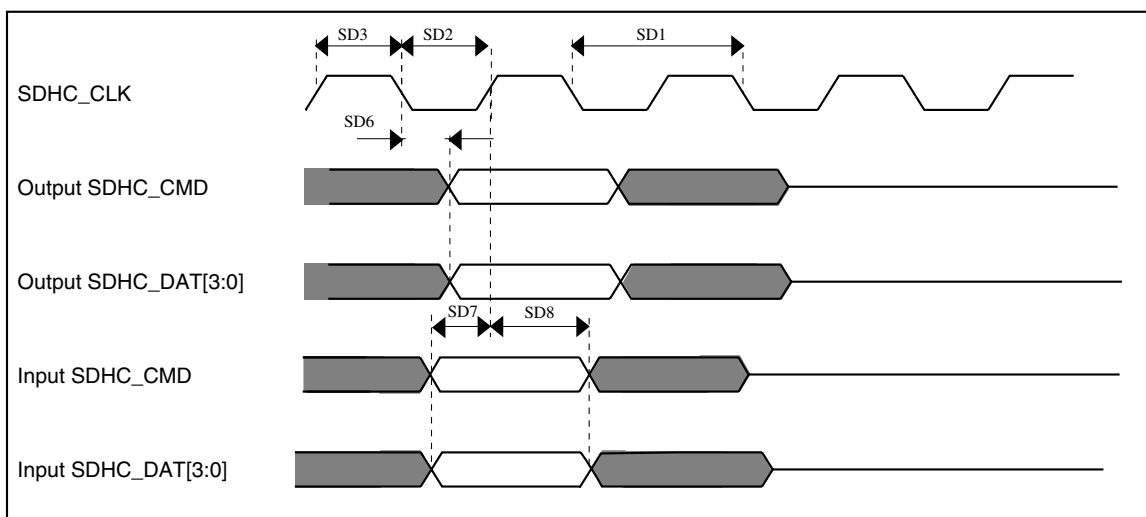 SD3 SD2 SD1
SDHC_CLK
SD6
Output SDHC_CMD
Output SDHC_DAT[3:0]
SD7 SD8
Input SDHC_CMD
Input SDHC_DAT[3:0]